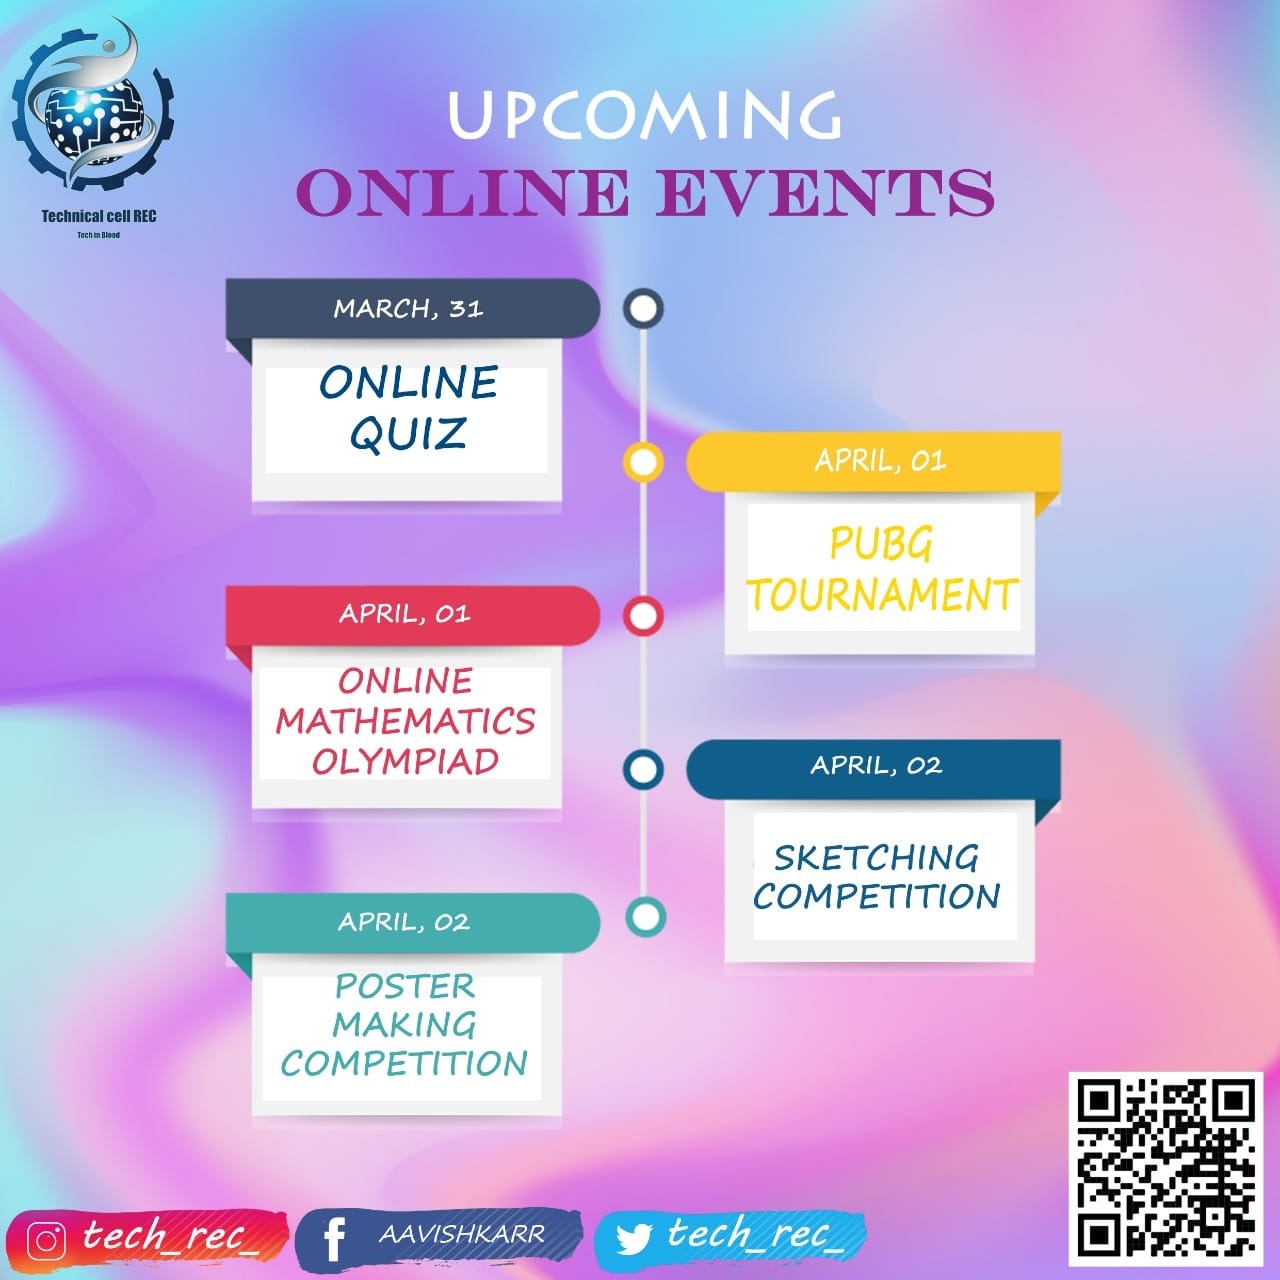 Technical cell REC
Tech in Blood
UPCOMING
ONLINE EVENTS
MARCH, 31
ONLINE
QUIZ
APRIL, 01
PUBG
TOURNAMENT
APRIL, 01
ONLINE
MATHEMATICS
OLYMPIAD
APRIL, 02
SKETCHING
COMPETITION
APRIL, 02
POSTER
MAKING
COMPETITION
tech_rec_
AAVISHKARR
tech_rec_